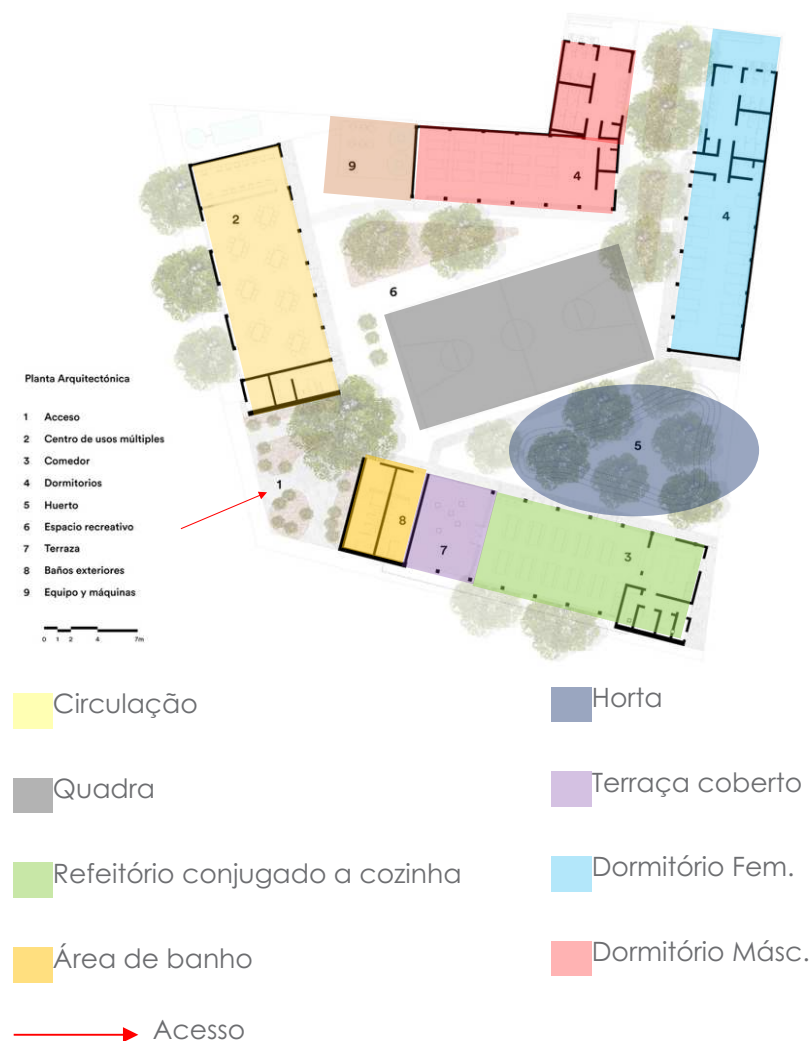 4
9
4
2
6
Planta Arquitectónica
1 Acceso
2 Centro de usos múltiples
3 Comedor
4 Dormitorios
5 Huerto
6 Espacio recreativo
7 Terraza
8 Baños exteriores
9 Equipo y máquinas
0 1 2 4 7m
5
1
8
7
3
Circulação
Horta
Quadra
Terraça coberto
Refeitório conjugado a cozinha
Dormitório Fem.
Área de banho
Dormitório Másc.
Acesso